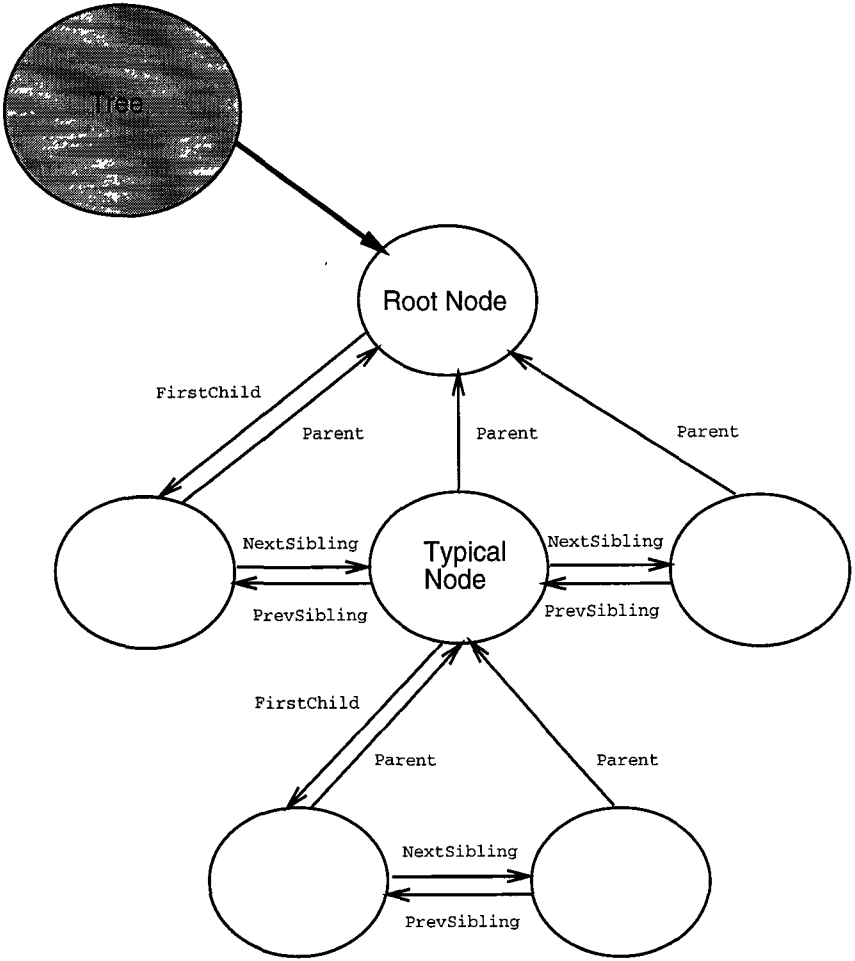 Tree
Root Node
FirstChild
Parent
Parent
Parent
NextSibling
Typical
Node
NextSibling
PrevSibling
PrevSibling
FirstChild
Parent
Parent
NextSibling
PrevSibling